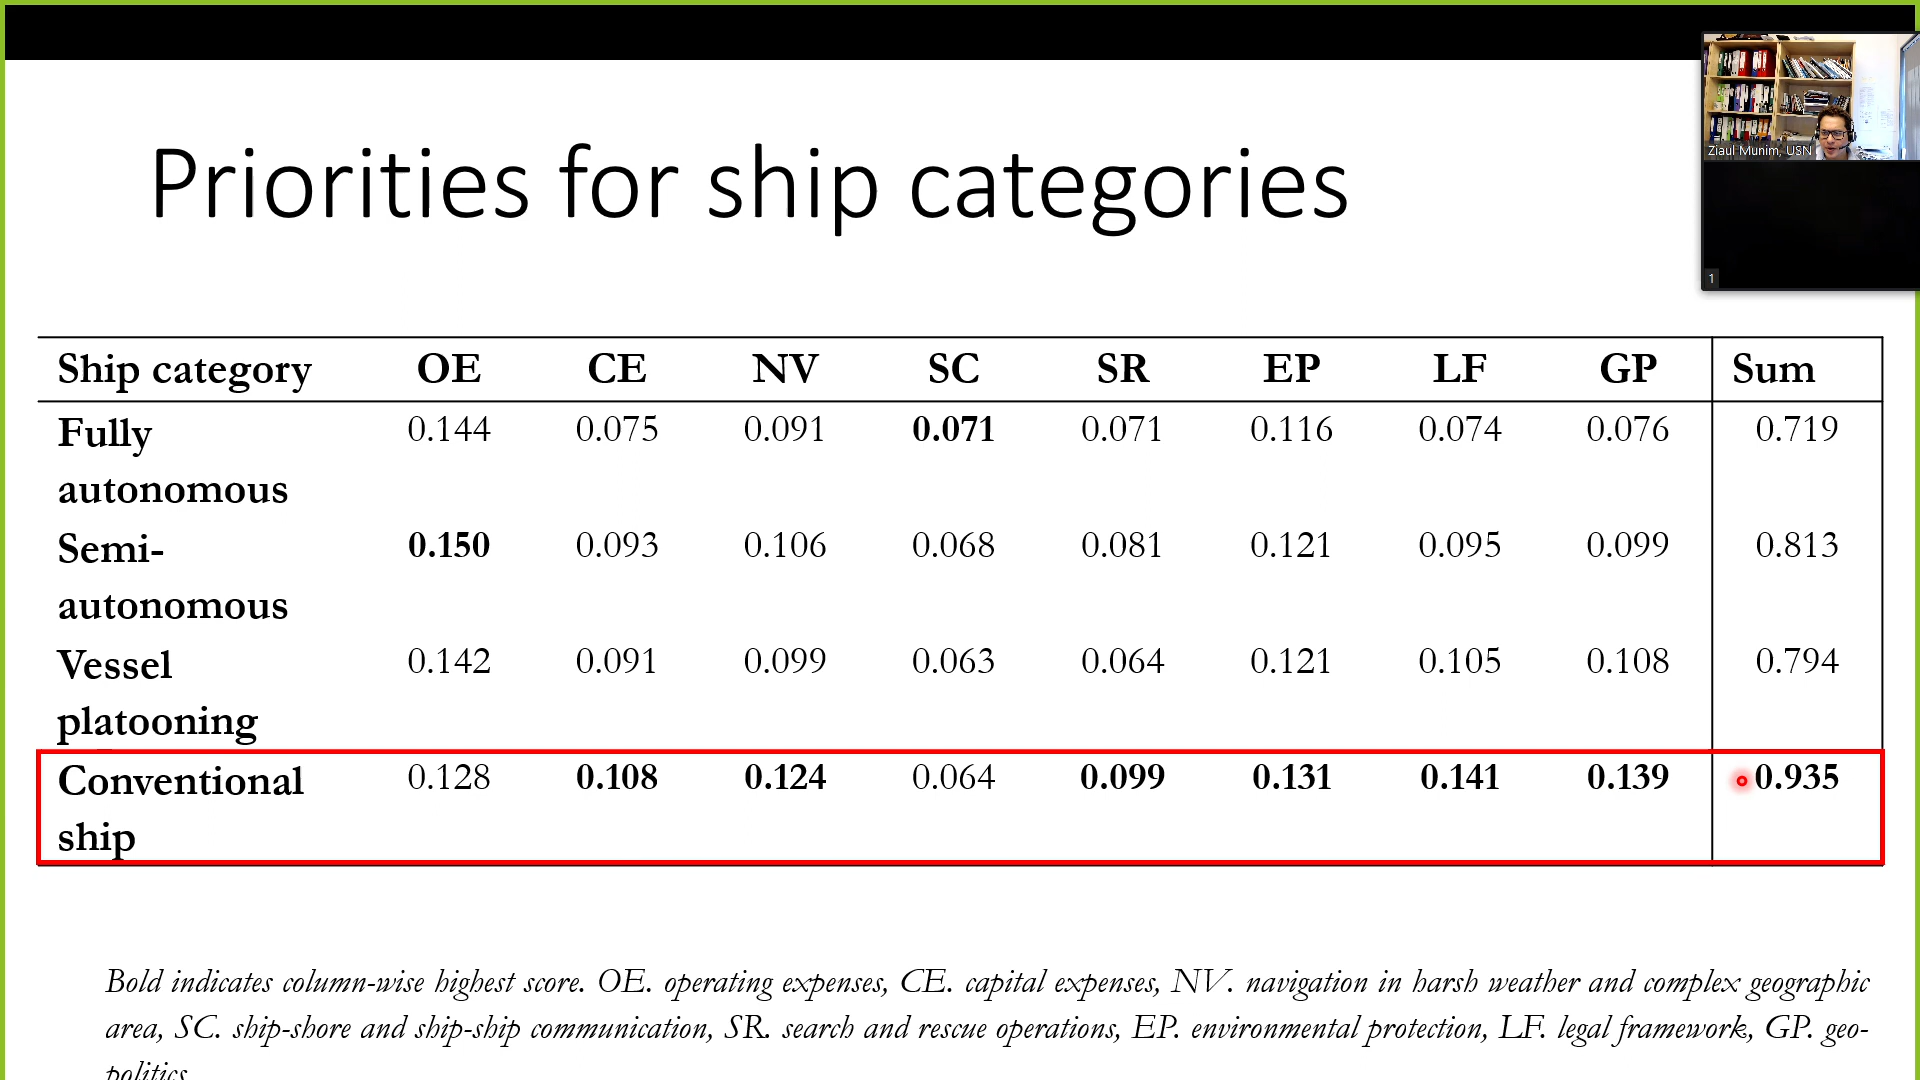 Priorities for ship categories
Ziaul Munim, USN
1
Ship category OE CE NV SC SR EP LF GP Sum
Fully autonomous 0.144 0.075 0.091 0.071 0.071 0.116 0.074 0.076 0.719
Semi-autonomous 0.150 0.093 0.106 0.068 0.081 0.121 0.095 0.099 0.813
Vessel platooning 0.142 0.091 0.099 0.063 0.064 0.121 0.105 0.108 0.794
Conventional ship 0.128 0.108 0.124 0.064 0.099 0.131 0.141 0.139 0.935
Bold indicates column-wise highest score. OE. operating expenses, CE. capital expenses, NV. navigation in harsh weather and complex geographic
area, SC. ship-shore and ship-ship communication, SR. search and rescue operations, EP. environmental protection, LF. legal framework, GP. geo-
politics